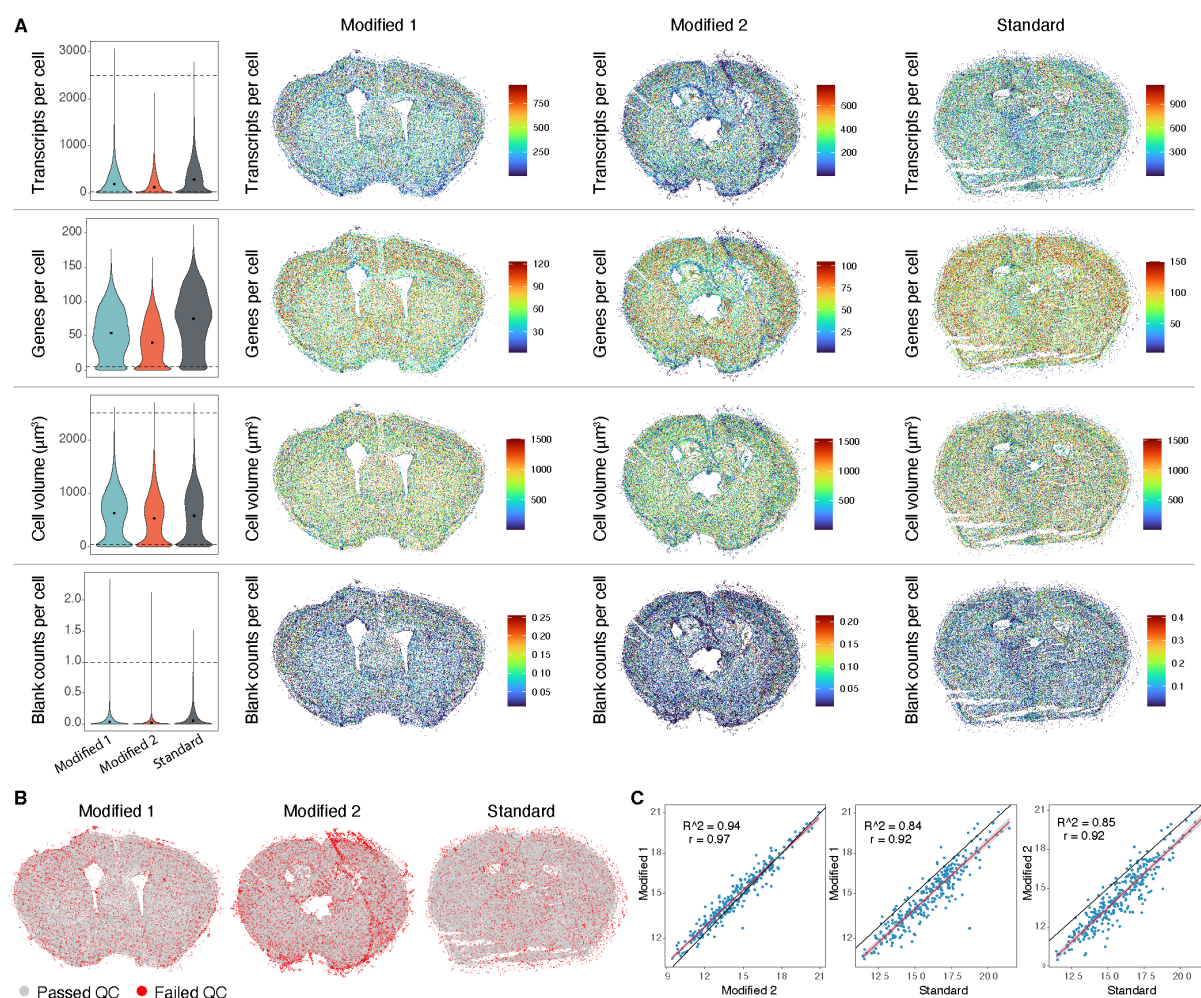 A
Modified 1
Modified 2
Standard
Transcripts per cell
3000
2000
1000
0
Transcripts per cell
750
500
250
Transcripts per cell
600
400
200
Transcripts per cell
900
600
300
Genes per cell
200
150
100
50
0
Genes per cell
120
90
60
30
Genes per cell
100
75
50
25
Genes per cell
150
100
50
Cell volume (µm³)
2000
1000
0
Cell volume (µm³)
1500
1000
500
Cell volume (µm³)
1500
1000
500
Cell volume (µm³)
1500
1000
500
Blank counts per cell
2.0
1.5
1.0
0.5
0.0
Modified 1
Modified 2
Standard
Blank counts per cell
0.25
0.20
0.15
0.10
0.05
Blank counts per cell
0.20
0.15
0.10
0.05
Blank counts per cell
0.4
0.3
0.2
0.1
B
Modified 1
Modified 2
Standard
Passed QC
Failed QC
C
R^2 = 0.94
r = 0.97
Modified 1
21
18
15
12
9
12
15
18
21
Modified 2
R^2 = 0.84
r = 0.92
Modified 1
21
18
15
12
12.5
15.0
17.5
20.0
Standard
R^2 = 0.85
r = 0.92
Modified 2
21
18
15
12
9
12.5
15.0
17.5
20.0
Standard